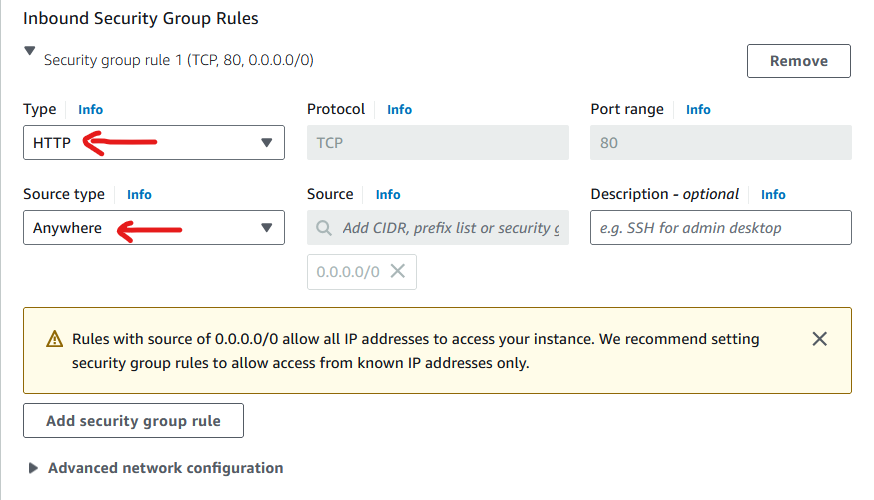 Inbound Security Group Rules
Security group rule 1 (TCP, 80, 0.0.0.0/0)
Remove
Type Info
Protocol Info
Port range Info
HTTP
TCP
80
Source type Info
Source Info
Description - optional Info
Anywhere
Add CIDR, prefix list or security g
e.g. SSH for admin desktop
0.0.0.0/0
Rules with source of 0.0.0.0/0 allow all IP addresses to access your instance. We recommend setting
security group rules to allow access from known IP addresses only.
Add security group rule
Advanced network configuration